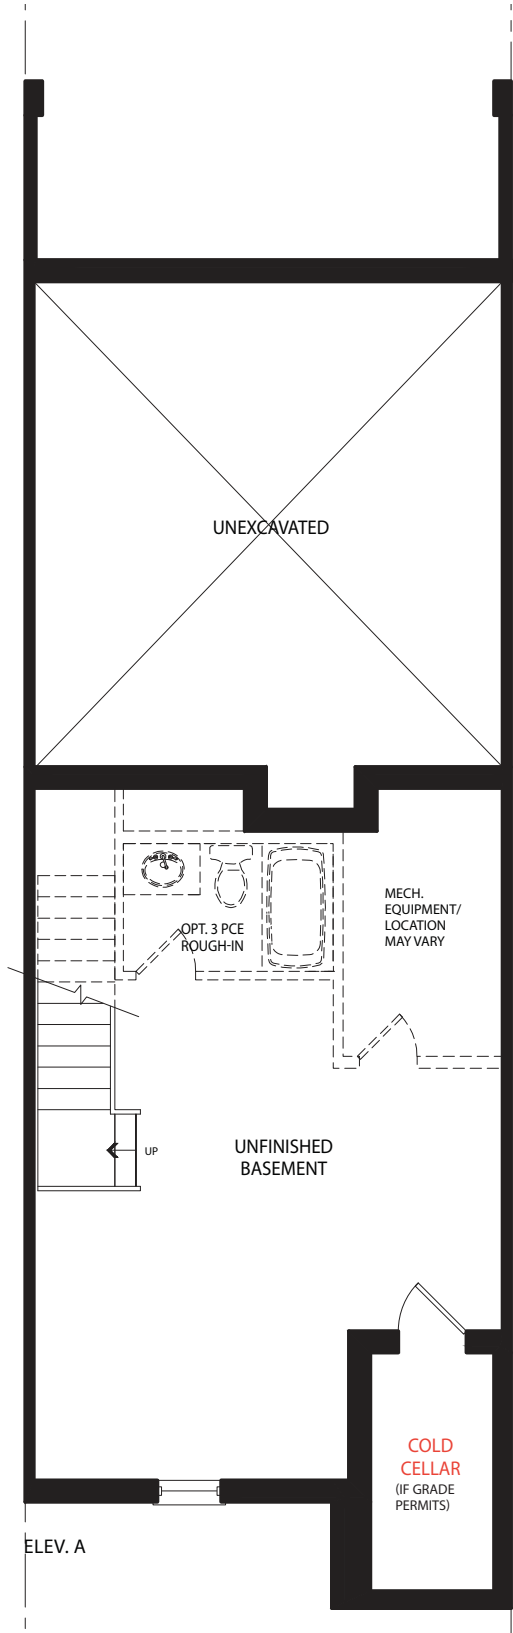 UNEXCAVATED
MECH.
EQUIPMENT/
LOCATION
MAY VARY
OPT. 3 PCE
ROUGH-IN
UP
UNFINISHED
BASEMENT
COLD
CELLAR
(IF GRADE
PERMITS)
ELEV. A